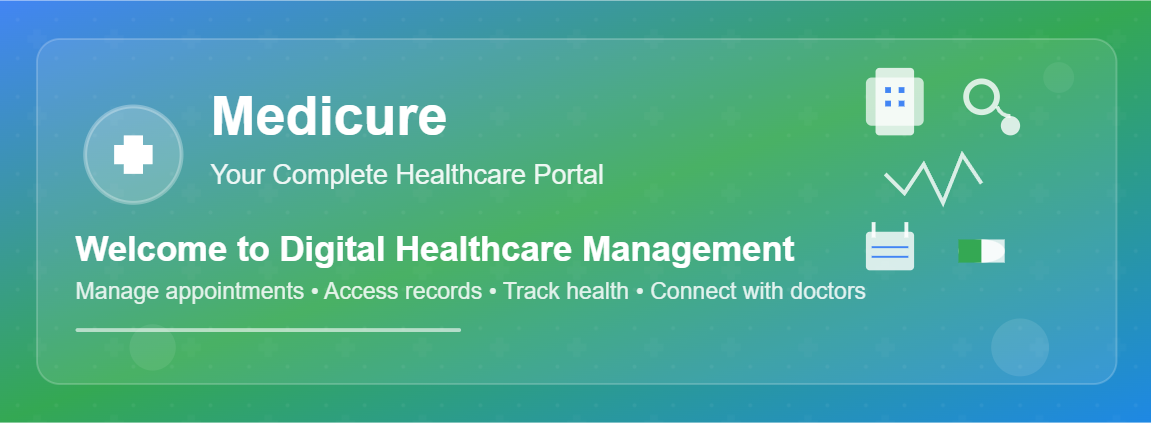 Medicure
Your Complete Healthcare Portal
Welcome to Digital Healthcare Management
Manage appointments • Access records • Track health • Connect with doctors